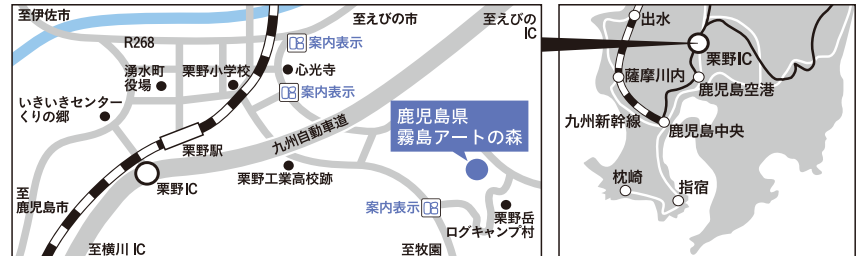 至伊佐市
R268
至えびの市
至えびの
IC
案内表示
湧水町
役場
栗野小学校
心光寺
案内表示
いきいきセンター
くりの郷
九州自動車道
鹿児島県
霧島アートの森
栗野駅
栗野IC
栗野工業高校跡
至
鹿児島市
案内表示
栗野岳
ログキャンプ村
至横川 IC
至牧園
出水
栗野IC
薩摩川内
鹿児島空港
九州新幹線
鹿児島中央
枕崎
指宿